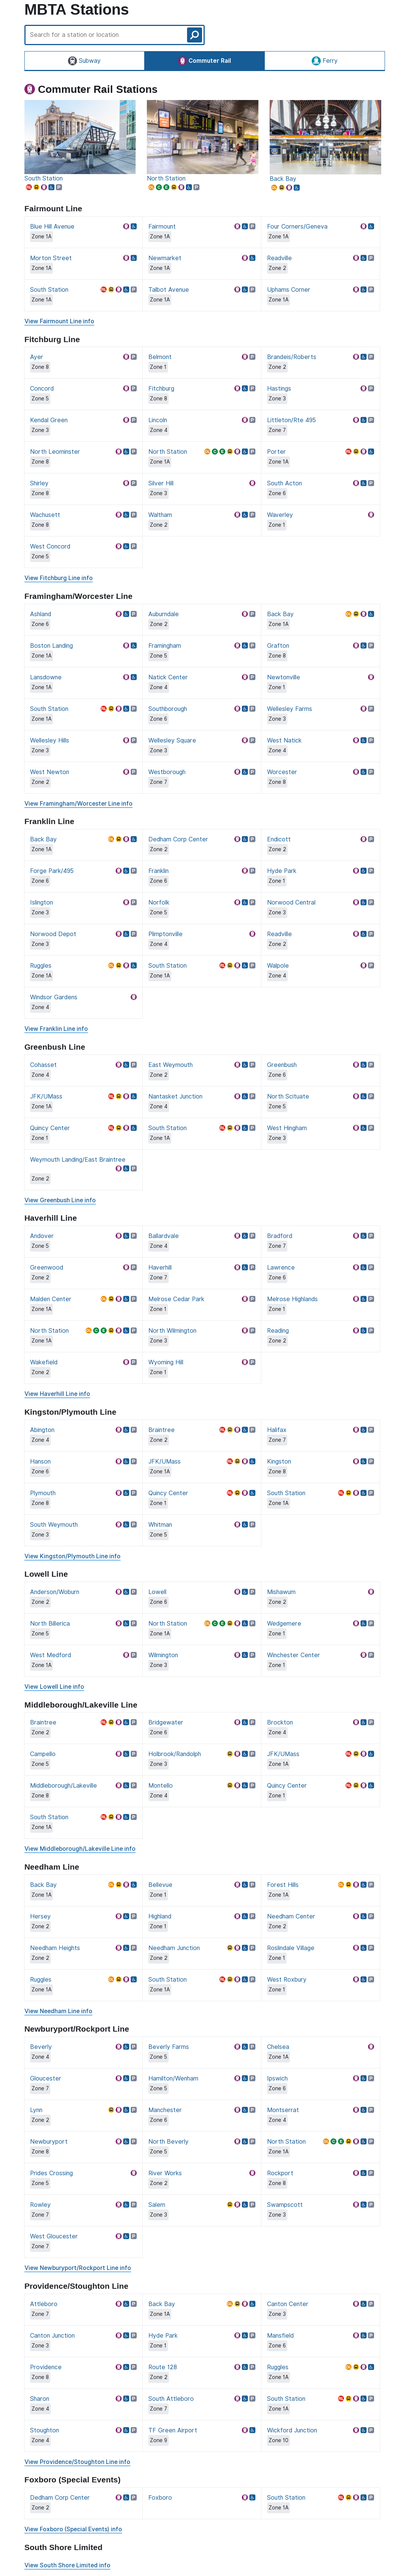 MBTA Stations
Search for a station or location
Subway
Commuter Rail
Ferry
Commuter Rail Stations
South Station
North Station
Back Bay
Fairmount Line
Blue Hill Avenue
Zone 1A
Fairmount
Zone 1A
Four Corners/Geneva
Zone 1A
Morton Street
Zone 1A
Newmarket
Zone 1A
Readville
Zone 2
South Station
Zone 1A
Talbot Avenue
Zone 1A
Uphams Corner
Zone 1A
View Fairmount Line info
Fitchburg Line
Ayer
Zone 8
Belmont
Zone 1
Brandeis/Roberts
Zone 2
Concord
Zone 5
Fitchburg
Zone 8
Hastings
Zone 3
Kendal Green
Zone 3
Lincoln
Zone 4
Littleton/Rte 495
Zone 7
North Leominster
Zone 8
North Station
Zone 1A
Porter
Zone 1A
Shirley
Zone 8
Silver Hill
Zone 3
South Acton
Zone 6
Wachusett
Zone 8
Waltham
Zone 2
Waverley
Zone 1
West Concord
Zone 5
View Fitchburg Line info
Framingham/Worcester Line
Ashland
Zone 6
Auburndale
Zone 2
Back Bay
Zone 1A
Boston Landing
Zone 1A
Framingham
Zone 5
Grafton
Zone 8
Lansdowne
Zone 1A
Natick Center
Zone 4
Newtonville
Zone 1
South Station
Zone 1A
Southborough
Zone 6
Wellesley Farms
Zone 3
Wellesley Hills
Zone 3
Wellesley Square
Zone 3
West Natick
Zone 4
West Newton
Zone 2
Westborough
Zone 7
Worcester
Zone 8
View Framingham/Worcester Line info
Franklin Line
Back Bay
Zone 1A
Dedham Corp Center
Zone 2
Endicott
Zone 2
Forge Park/495
Zone 6
Franklin
Zone 6
Hyde Park
Zone 1
Islington
Zone 3
Norfolk
Zone 5
Norwood Central
Zone 3
Norwood Depot
Zone 3
Plimptonville
Zone 4
Readville
Zone 2
Ruggles
Zone 1A
South Station
Zone 1A
Walpole
Zone 4
Windsor Gardens
Zone 4
View Franklin Line info
Greenbush Line
Cohasset
Zone 4
East Weymouth
Zone 2
Greenbush
Zone 6
JFK/UMass
Zone 1A
Nantasket Junction
Zone 4
North Scituate
Zone 5
Quincy Center
Zone 1
South Station
Zone 1A
West Hingham
Zone 3
Weymouth Landing/East Braintree
Zone 2
View Greenbush Line info
Haverhill Line
Andover
Zone 5
Ballardvale
Zone 4
Bradford
Zone 7
Greenwood
Zone 2
Haverhill
Zone 7
Lawrence
Zone 6
Malden Center
Zone 1A
Melrose Cedar Park
Zone 1
Melrose Highlands
Zone 1
North Station
Zone 1A
North Wilmington
Zone 3
Reading
Zone 2
Wakefield
Zone 2
Wyoming Hill
Zone 1
View Haverhill Line info
Kingston/Plymouth Line
Abington
Zone 4
Braintree
Zone 2
Halifax
Zone 7
Hanson
Zone 6
JFK/UMass
Zone 1A
Kingston
Zone 8
Plymouth
Zone 8
Quincy Center
Zone 1
South Station
Zone 1A
South Weymouth
Zone 3
Whitman
Zone 5
View Kingston/Plymouth Line info
Lowell Line
Anderson/Woburn
Zone 2
Lowell
Zone 6
Mishawum
Zone 2
North Billerica
Zone 5
North Station
Zone 1A
Wedgemere
Zone 1
West Medford
Zone 1A
Wilmington
Zone 3
Winchester Center
Zone 1
View Lowell Line info
Middleborough/Lakeville Line
Braintree
Zone 2
Bridgewater
Zone 6
Brockton
Zone 4
Campello
Zone 5
Holbrook/Randolph
Zone 3
JFK/UMass
Zone 1A
Middleborough/Lakeville
Zone 8
Montello
Zone 4
Quincy Center
Zone 1
South Station
Zone 1A
View Middleborough/Lakeville Line info
Needham Line
Back Bay
Zone 1A
Bellevue
Zone 1
Forest Hills
Zone 1A
Hersey
Zone 2
Highland
Zone 1
Needham Center
Zone 2
Needham Heights
Zone 2
Needham Junction
Zone 2
Roslindale Village
Zone 1
Ruggles
Zone 1A
South Station
Zone 1A
West Roxbury
Zone 1
View Needham Line info
Newburyport/Rockport Line
Beverly
Zone 4
Beverly Farms
Zone 5
Chelsea
Zone 1A
Gloucester
Zone 7
Hamilton/Wenham
Zone 5
Ipswich
Zone 6
Lynn
Zone 2
Manchester
Zone 6
Montserrat
Zone 4
Newburyport
Zone 8
North Beverly
Zone 5
North Station
Zone 1A
Prides Crossing
Zone 5
River Works
Zone 2
Rockport
Zone 8
Rowley
Zone 7
Salem
Zone 3
Swampscott
Zone 3
West Gloucester
Zone 7
View Newburyport/Rockport Line info
Providence/Stoughton Line
Attleboro
Zone 7
Back Bay
Zone 1A
Canton Center
Zone 3
Canton Junction
Zone 3
Hyde Park
Zone 1
Mansfield
Zone 6
Providence
Zone 8
Route 128
Zone 2
Ruggles
Zone 1A
Sharon
Zone 4
South Attleboro
Zone 7
South Station
Zone 1A
Stoughton
Zone 4
TF Green Airport
Zone 9
Wickford Junction
Zone 10
View Providence/Stoughton Line info
Foxboro (Special Events)
Dedham Corp Center
Zone 2
Foxboro
South Station
Zone 1A
View Foxboro (Special Events) info
South Shore Limited
View South Shore Limited info